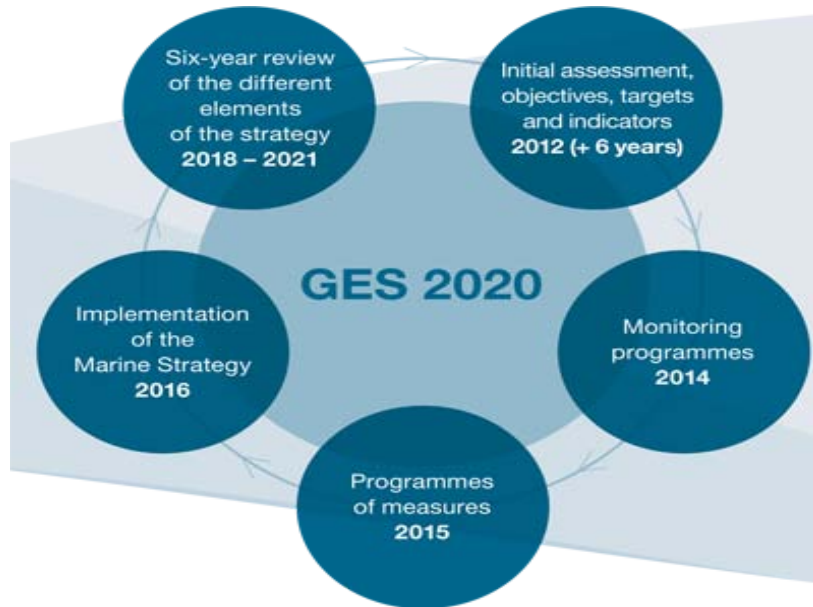 Six-year review
of the different
elements
of the strategy
2018 – 2021
Initial assessment,
objectives, targets
and indicators
2012 (+ 6 years)
GES 2020
Implementation
of the
Marine Strategy
2016
Monitoring
programmes
2014
Programmes
of measures
2015